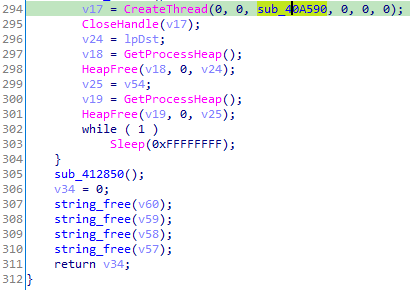 294 v17 = CreateThread(0, 0, sub_40A590, 0, 0, 0);
295 CloseHandle(v17);
296 v24 = lpDst;
297 v18 = GetProcessHeap();
298 HeapFree(v18, 0, v24);
299 v25 = v54;
300 v19 = GetProcessHeap();
301 HeapFree(v19, 0, v25);
302 while ( 1 )
303 Sleep(0xFFFFFFFF);
304 }
305 sub_412850();
306 v34 = 0;
307 string_free(v60);
308 string_free(v59);
309 string_free(v58);
310 string_free(v57);
311 return v34;
312 }